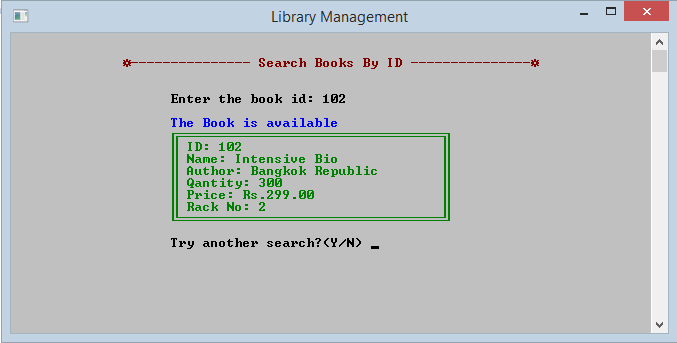 Library Management
Search Books By ID
Enter the book id: 102
The Book is available
ID: 102
Name: Intensive Bio
Author: Bangkok Republic
Qantity: 300
Price: Rs.299.00
Rack No: 2
Try another search?(Y/N)